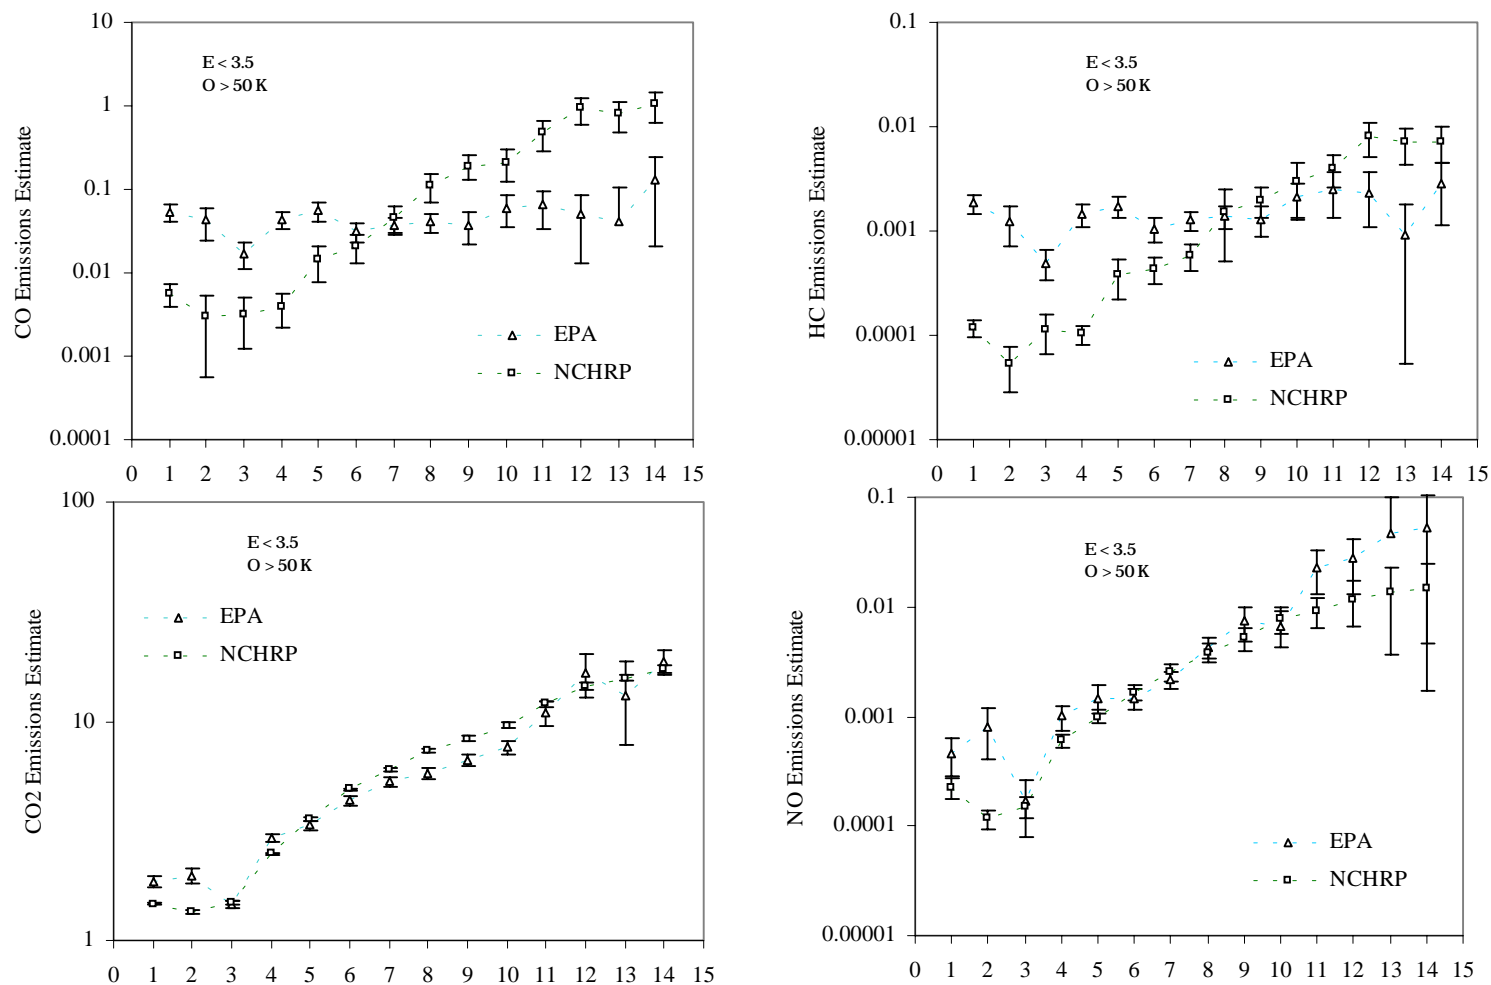 10
1
0.1
0.01
0.001
0.0001
CO Emissions Estimate
E < 3.5
O > 50 K
EPA
NCHRP
0 1 2 3 4 5 6 7 8 9 10 11 12 13 14 15
0.1
0.01
0.001
0.0001
0.00001
HC Emissions Estimate
E < 3.5
O > 50 K
EPA
NCHRP
0 1 2 3 4 5 6 7 8 9 10 11 12 13 14 15
100
10
1
CO2 Emissions Estimate
E < 3.5
O > 50 K
EPA
NCHRP
0 1 2 3 4 5 6 7 8 9 10 11 12 13 14 15
0.1
0.01
0.001
0.0001
0.00001
NO Emissions Estimate
E < 3.5
O > 50 K
EPA
NCHRP
0 1 2 3 4 5 6 7 8 9 10 11 12 13 14 15